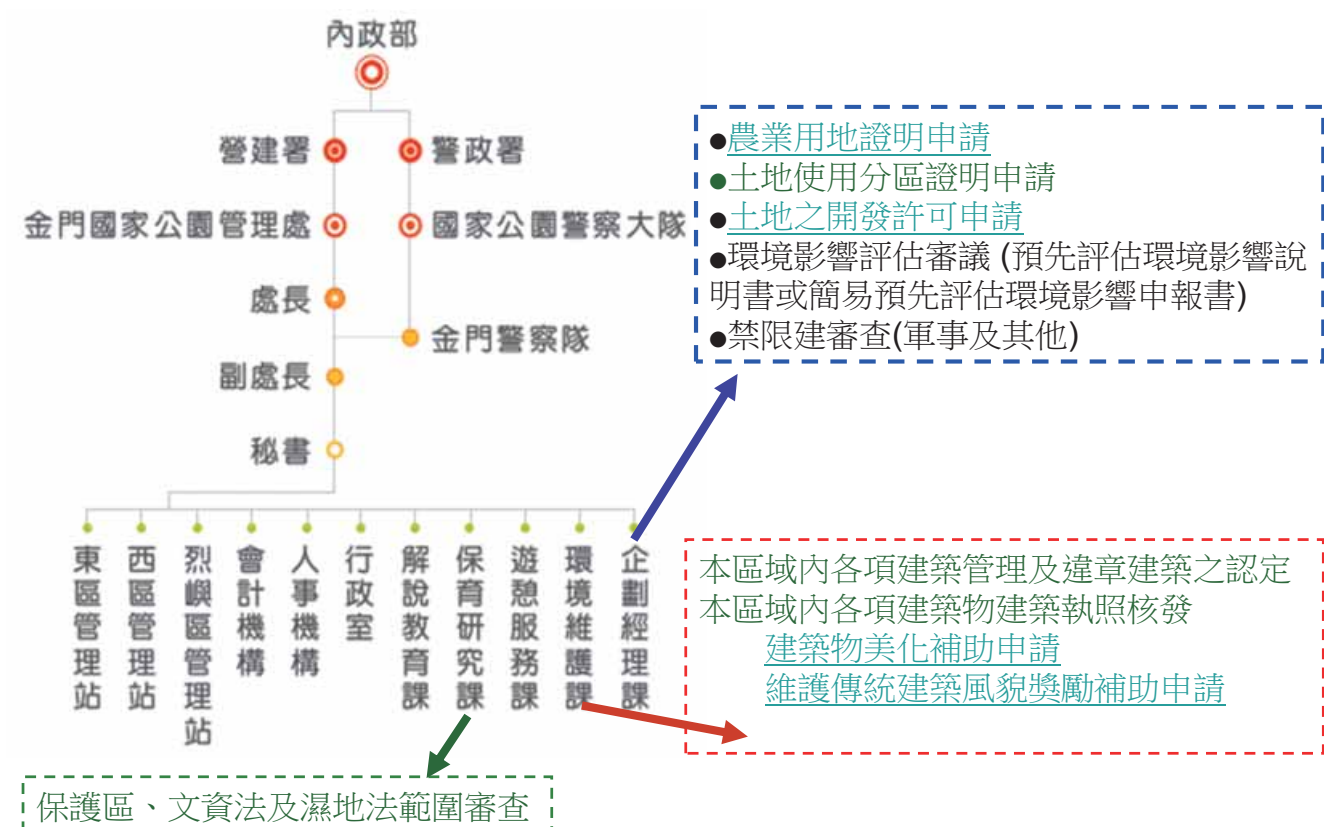 內政部
營建署
警政署
金門國家公園管理處
國家公園警察大隊
處長
金門警察隊
副處長
秘書
東區管理站
西區管理站
烈嶼區管理站
會計機構
人事機構
行政室
解說教育課
保育研究課
遊憩服務課
環境維護課
企劃經理課
●農業用地證明申請
●土地使用分區證明申請
●土地之開發許可申請
●環境影響評估審議 (預先評估環境影響說
明書或簡易預先評估環境影響申報書)
●禁限建審查(軍事及其他)
本區域內各項建築管理及違章建築之認定
本區域內各項建築物建築執照核發
建築物美化補助申請
維護傳統建築風貌獎勵補助申請
保護區、文資法及濕地法範圍審查